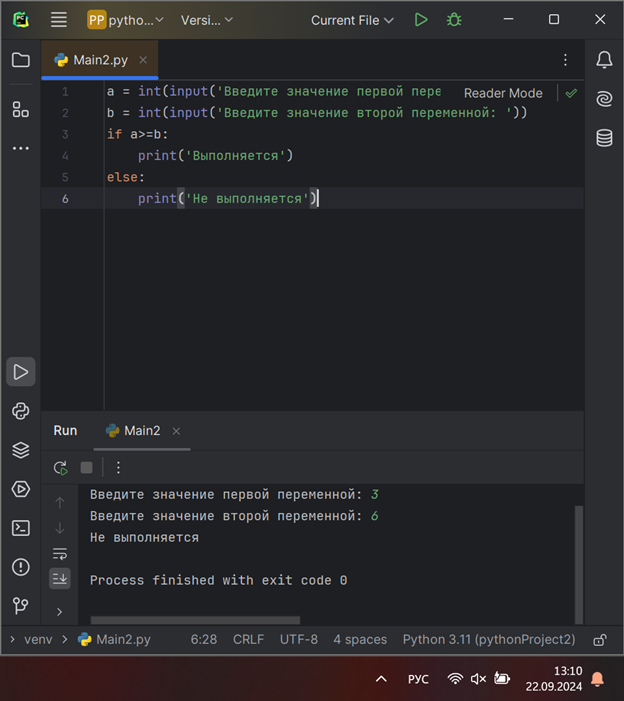 PC
PP pytho... Versi... Current File
Main2.py
Reader Mode
1 a = int(input('Введите значение первой пере
2 b = int(input('Введите значение второй переменной: '))
3 if a>=b:
4 print('Выполняется')
5 else:
6 print('Не выполняется')
Run Main2
Введите значение первой переменной: 3
Введите значение второй переменной: 6
Не выполняется
Process finished with exit code 0
venv Main2.py 6:28 CRLF UTF-8 4 spaces Python 3.11 (pythonProject2)
РУС
13:10
22.09.2024